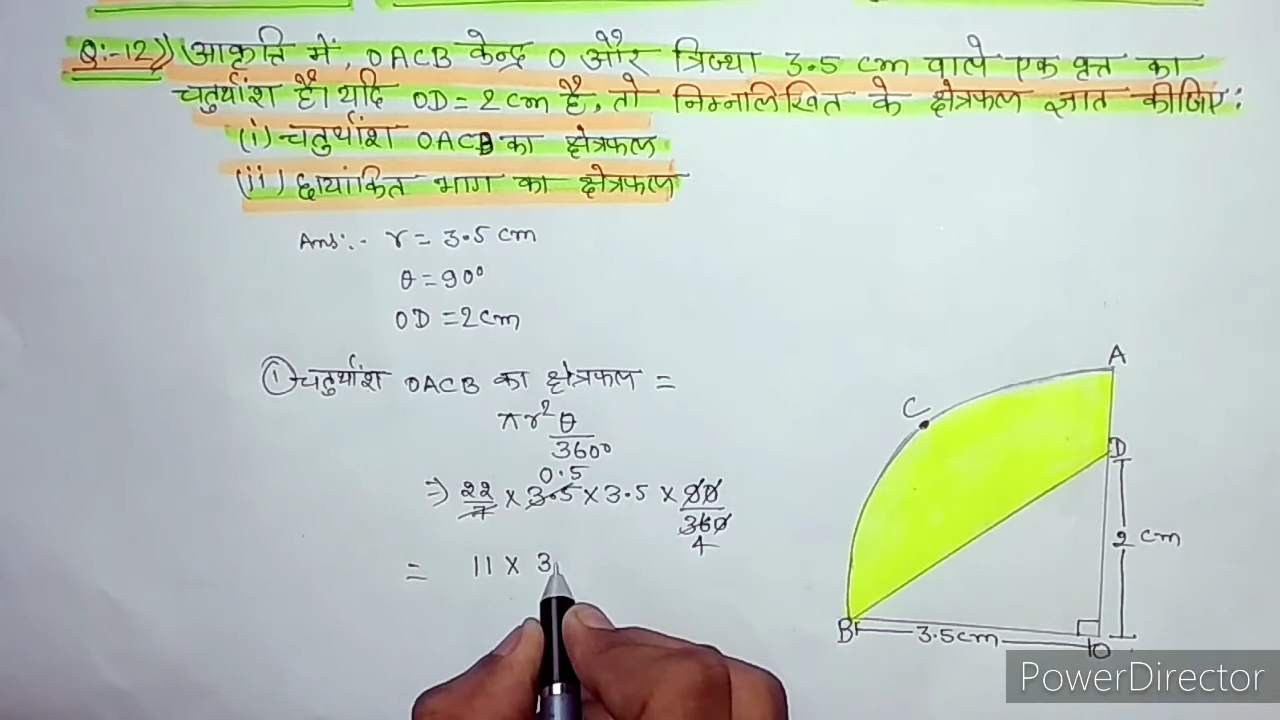 Q:-12)) आकृति में, OACB केन्द्र O और त्रिज्या 3.5 cm वाले एक वृत्त का
चतुर्थांश है। यदि OD = 2cm है, तो निम्नलिखित के क्षेत्रफल ज्ञात कीजिए:
(i) चतुर्थांश OACB का क्षेत्रफल
(ii) छायांकित भाग का क्षेत्रफल
Ans:.- r = 3.5 cm
θ = 90°
OD = 2cm
① चतुर्थांश OACB का क्षेत्रफल =
πr² θ
360°
0.5
⇒ 22/7 × 3.5 × 3.5 × 90
360
4
= 11 × 3
A
C
D
2 cm
B
3.5cm
O
PowerDirector